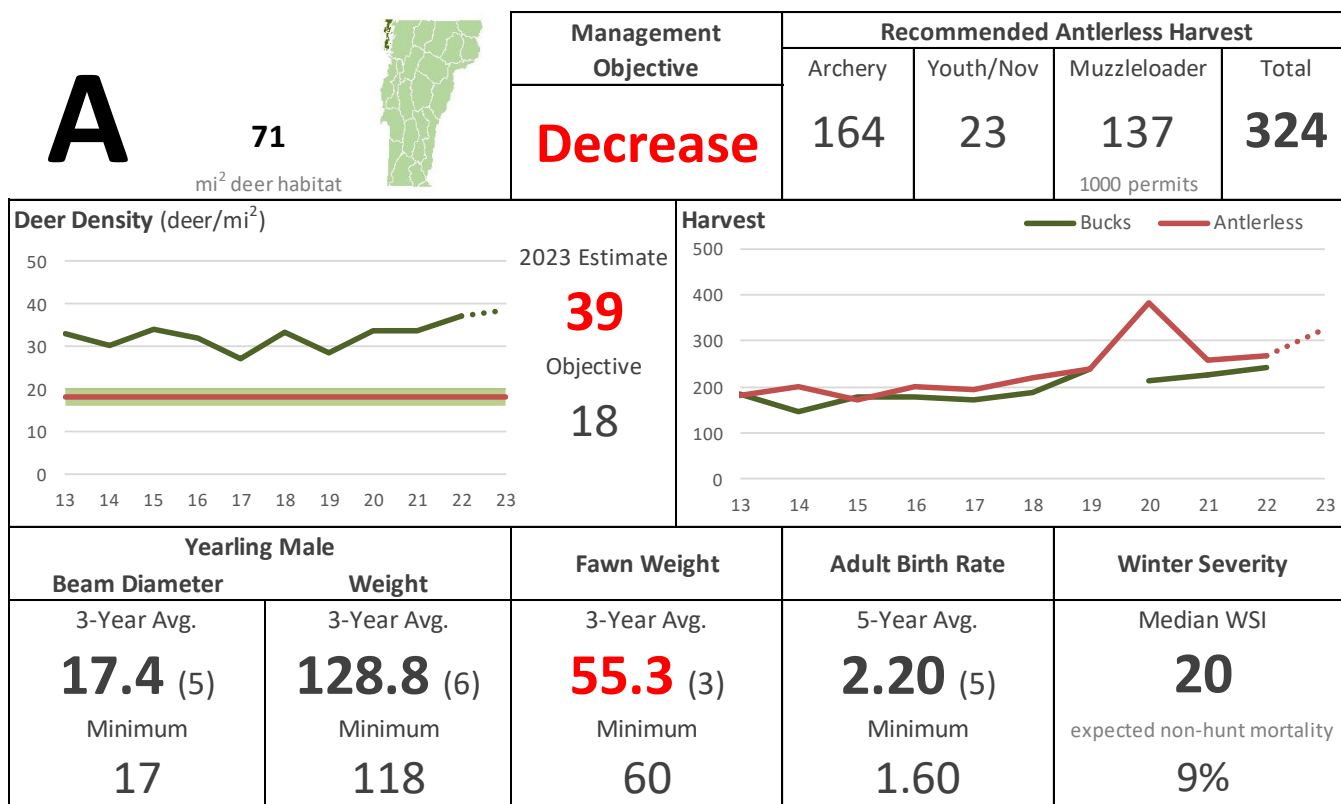 A
71
mi² deer habitat
Management
Objective
Decrease
Recommended Antlerless Harvest
Archery Youth/Nov Muzzleloader Total
164 23 137 324
1000 permits
Deer Density (deer/mi²)
50
40
30
20
10
0
13 14 15 16 17 18 19 20 21 22 23
2023 Estimate
39
Objective
18
Harvest
Bucks Antlerless
500
400
300
200
100
0
13 14 15 16 17 18 19 20 21 22 23
Yearling Male
Beam Diameter Weight
Fawn Weight
Adult Birth Rate
Winter Severity
3-Year Avg. 3-Year Avg. 3-Year Avg. 5-Year Avg. Median WSI
17.4 (5) 128.8 (6) 55.3 (3) 2.20 (5) 20
Minimum Minimum Minimum Minimum expected non-hunt mortality
17 118 60 1.60 9%